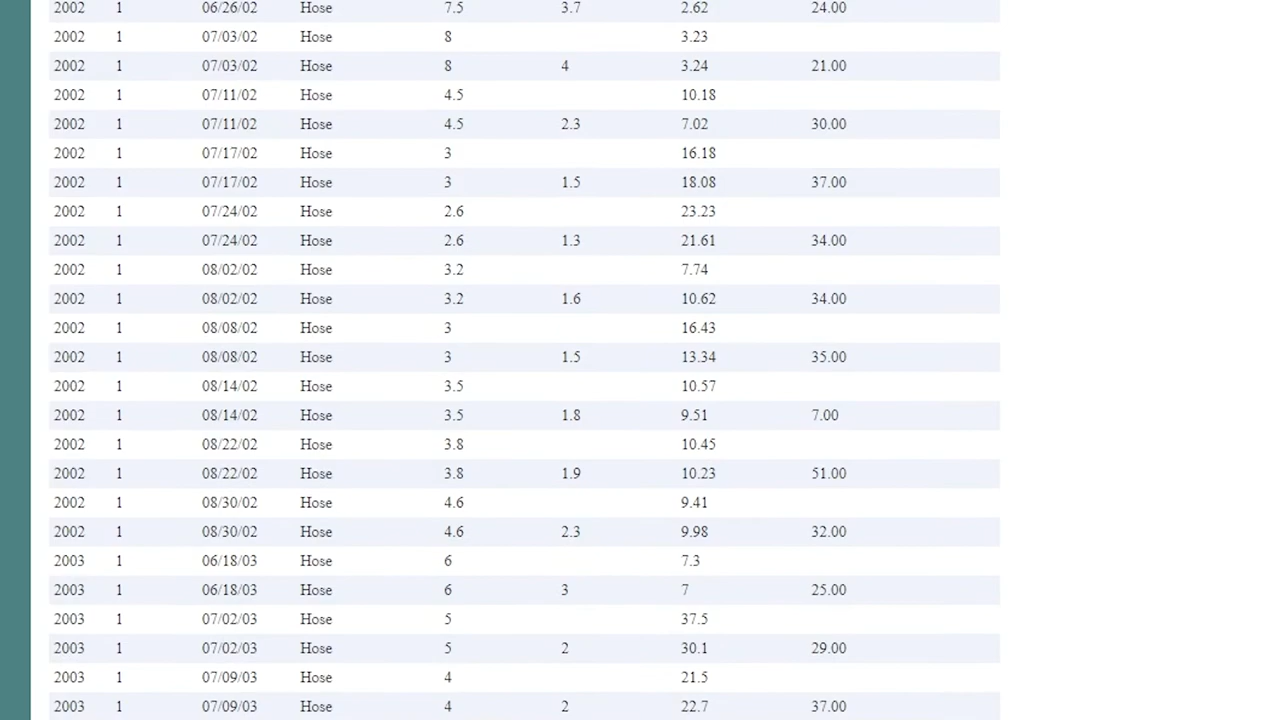 2002 1 06/26/02 Hose 7.5 3.7 2.62 24.00
2002 1 07/03/02 Hose 8 3.23
2002 1 07/03/02 Hose 8 4 3.24 21.00
2002 1 07/11/02 Hose 4.5 10.18
2002 1 07/11/02 Hose 4.5 2.3 7.02 30.00
2002 1 07/17/02 Hose 3 16.18
2002 1 07/17/02 Hose 3 1.5 18.08 37.00
2002 1 07/24/02 Hose 2.6 23.23
2002 1 07/24/02 Hose 2.6 1.3 21.61 34.00
2002 1 08/02/02 Hose 3.2 7.74
2002 1 08/02/02 Hose 3.2 1.6 10.62 34.00
2002 1 08/08/02 Hose 3 16.43
2002 1 08/08/02 Hose 3 1.5 13.34 35.00
2002 1 08/14/02 Hose 3.5 10.57
2002 1 08/14/02 Hose 3.5 1.8 9.51 7.00
2002 1 08/22/02 Hose 3.8 10.45
2002 1 08/22/02 Hose 3.8 1.9 10.23 51.00
2002 1 08/30/02 Hose 4.6 9.41
2002 1 08/30/02 Hose 4.6 2.3 9.98 32.00
2003 1 06/18/03 Hose 6 7.3
2003 1 06/18/03 Hose 6 3 7 25.00
2003 1 07/02/03 Hose 5 37.5
2003 1 07/02/03 Hose 5 2 30.1 29.00
2003 1 07/09/03 Hose 4 21.5
2003 1 07/09/03 Hose 4 2 22.7 37.00